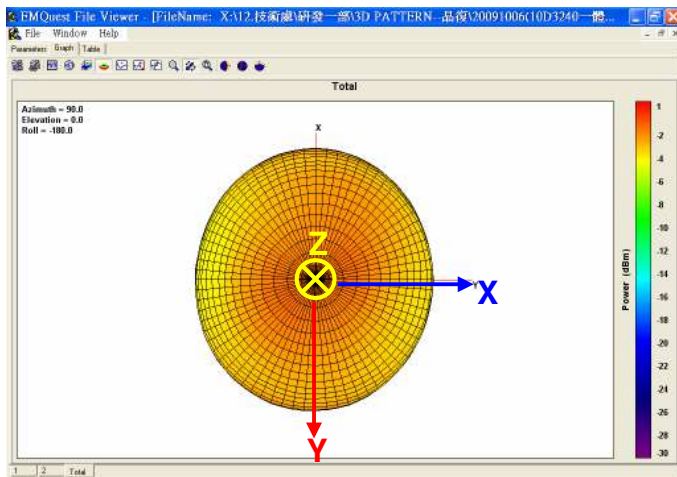 EMQuest File Viewer - [FileName: X:\12.技術處\研發一部\3D PATTERN--品復\20091006(10D3240一體...
File Window Help
Parameters Graph Table
Total
Azimuth = 90.0
Elevation = 0.0
Roll = -180.0
X
Z
X
Y
Y
1
-2
-4
-6
-8
-10
-12
-14
-16
-18
-20
-22
-24
-26
-28
-30
Power (dBm)
1 2 Total